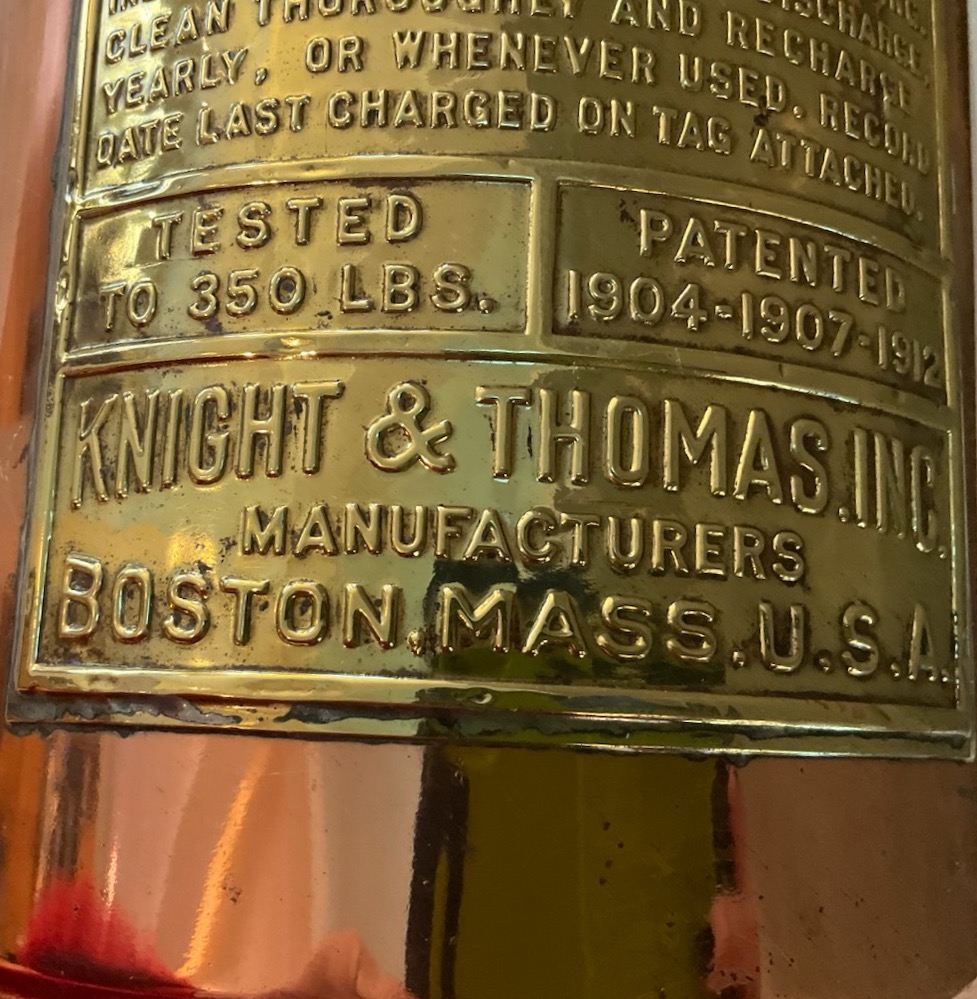 CLEAN THOROUGHLY AND RECHARGE
YEARLY, OR WHENEVER USED. RECORD
DATE LAST CHARGED ON TAG ATTACHED.
TESTED
TO 350 LBS.
PATENTED
1904-1907-1912
KNIGHT & THOMAS.INC.
MANUFACTURERS
BOSTON,MASS.U.S.A.